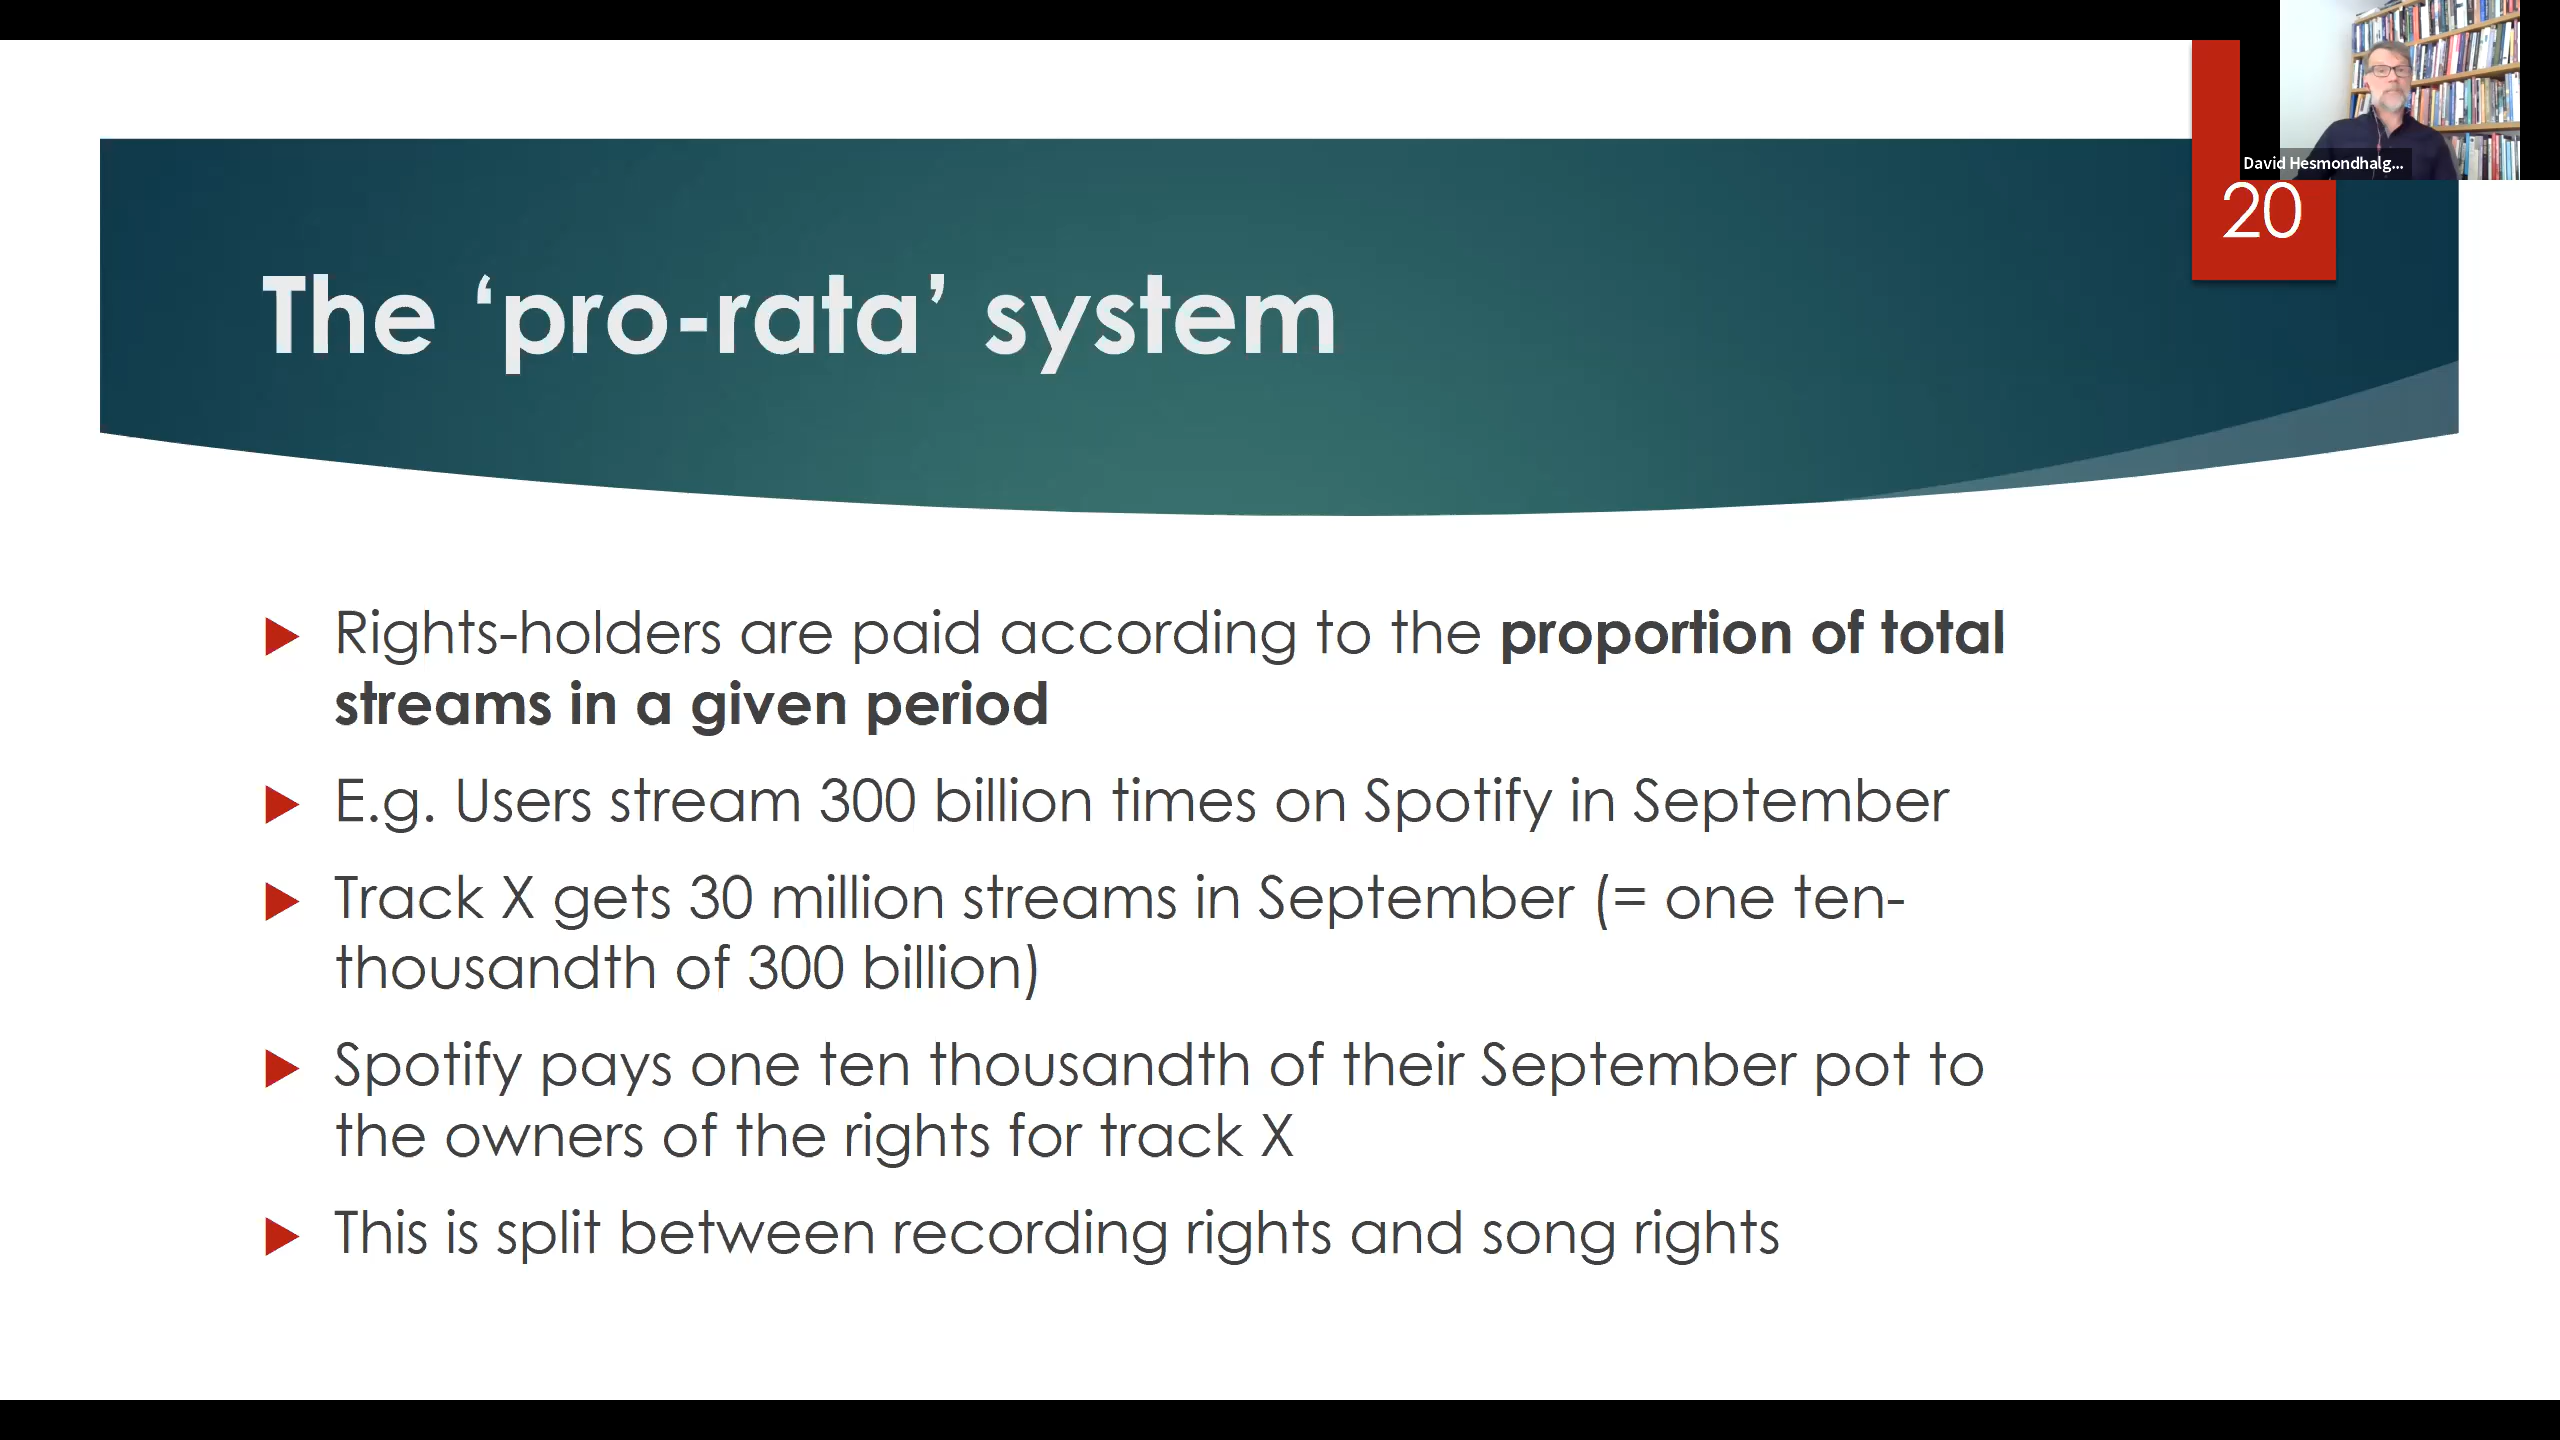 David Hesmondhalg...
20
The ‘pro-rata’ system
Rights-holders are paid according to the proportion of total
streams in a given period
E.g. Users stream 300 billion times on Spotify in September
Track X gets 30 million streams in September (= one ten-
thousandth of 300 billion)
Spotify pays one ten thousandth of their September pot to
the owners of the rights for track X
This is split between recording rights and song rights